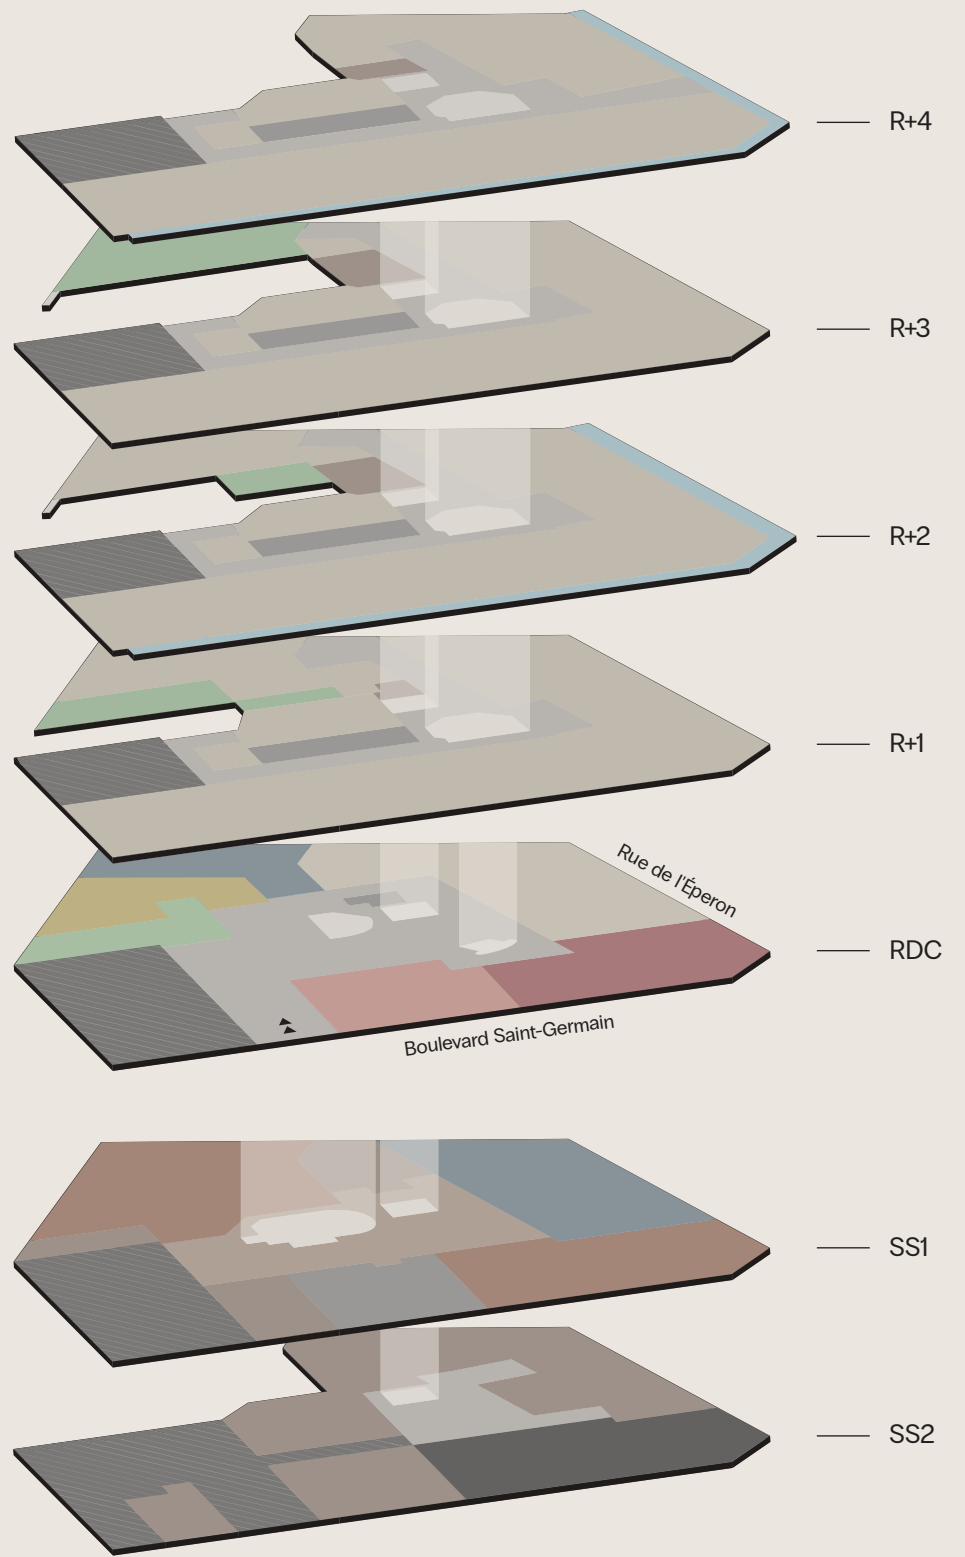 R+4
R+3
R+2
R+1
Rue de l'Éperon
RDC
Boulevard Saint-Germain
SS1
SS2